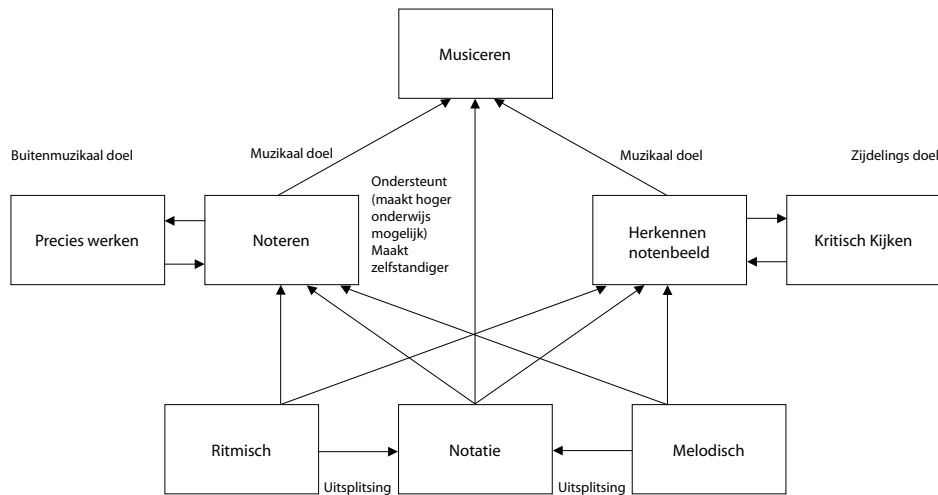 Musiceren
Buitenmuzikaal doel
Muzikaal doel
Muzikaal doel
Zijdelings doel
Precies werken
Noteren
Ondersteunt
(maakt hoger
onderwijs
mogelijk)
Maakt
zelfstandiger
Herkennen
notenbeeld
Kritisch Kijken
Ritmisch
Notatie
Melodisch
Uitsplitsing
Uitsplitsing